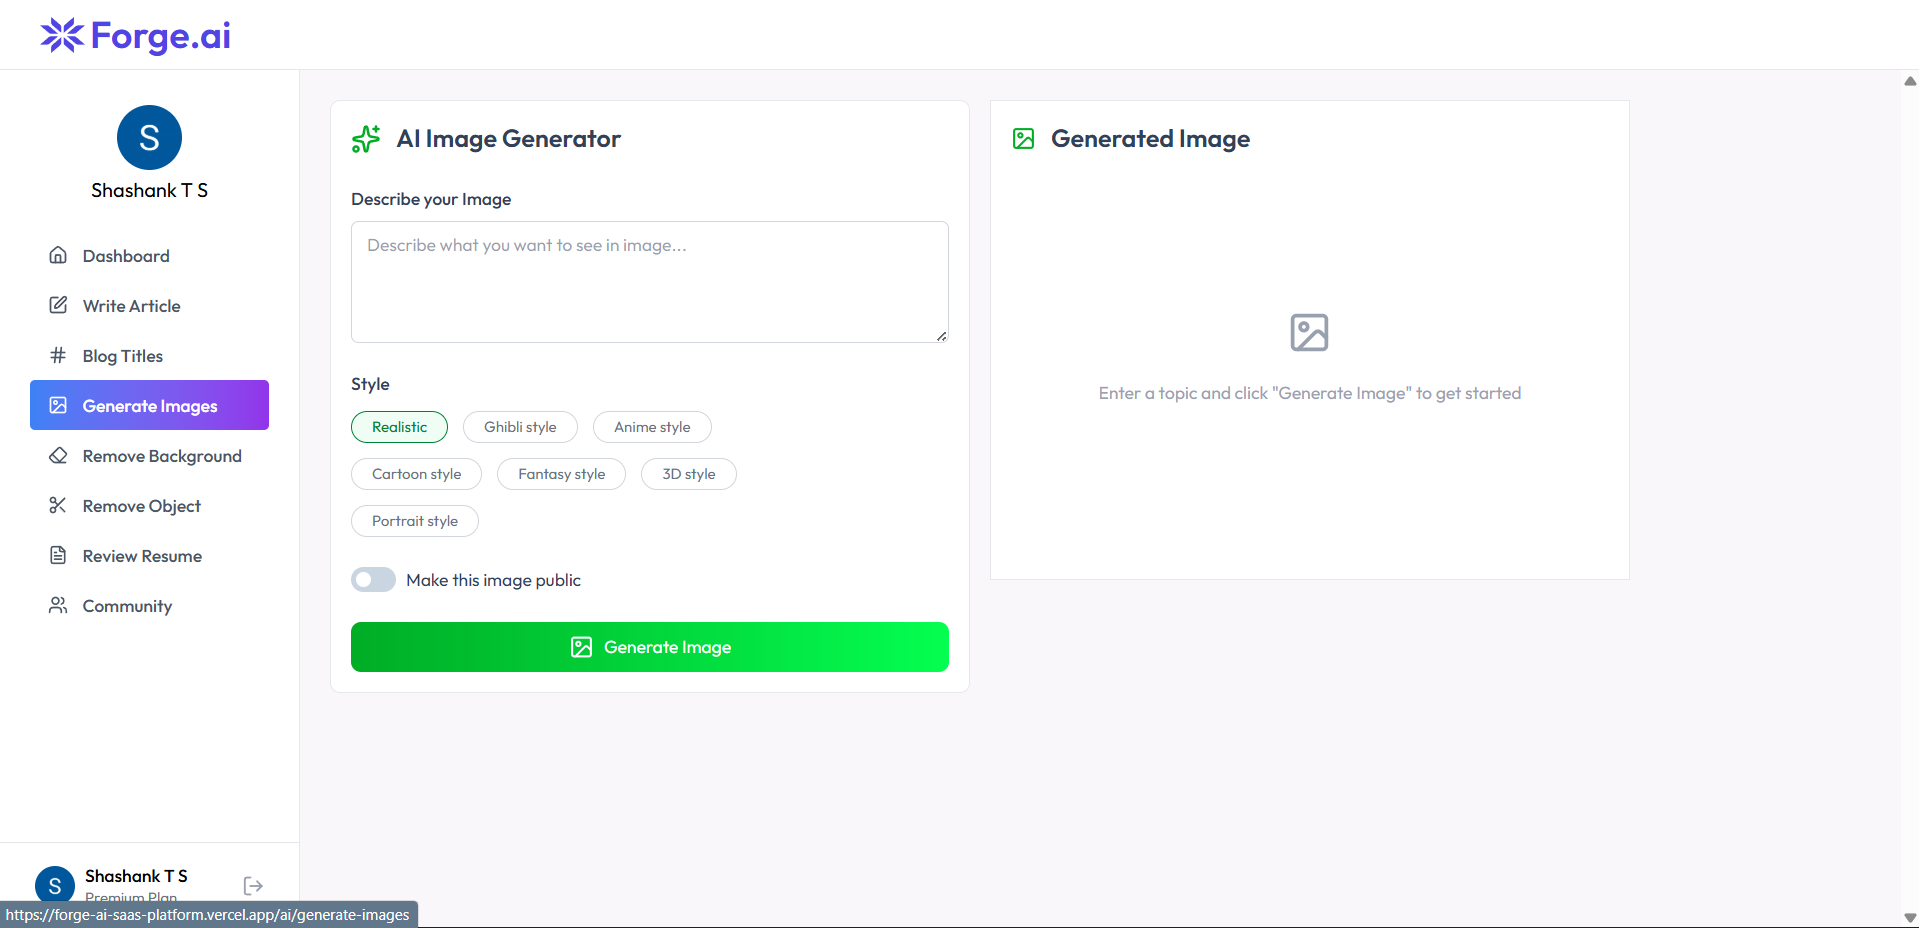 Forge.ai
S
Shashank T S
Dashboard
Write Article
Blog Titles
Generate Images
Remove Background
Remove Object
Review Resume
Community
S
Shashank T S
Premium Plan
https://forge-ai-saas-platform.vercel.app/ai/generate-images
AI Image Generator
Describe your Image
Describe what you want to see in image...
Style
Realistic
Ghibli style
Anime style
Cartoon style
Fantasy style
3D style
Portrait style
Make this image public
Generate Image
Generated Image
Enter a topic and click "Generate Image" to get started